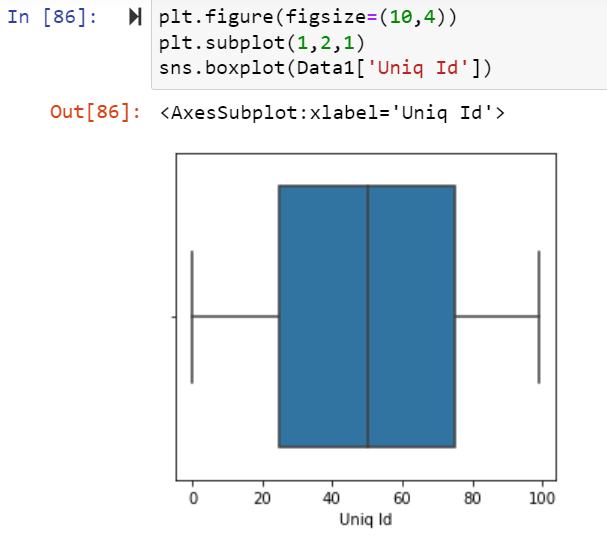 In [86]: plt.figure(figsize=(10,4))
plt.subplot(1,2,1)
sns.boxplot(Data1['Uniq Id'])
Out[86]: <AxesSubplot:xlabel='Uniq Id'>
0 20 40 60 80 100
Uniq Id